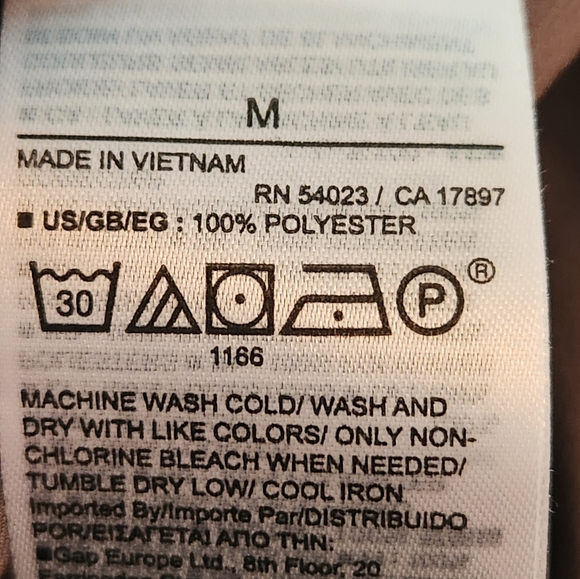 M
MADE IN VIETNAM
RN 54023 / CA 17897
US/GB/EG : 100% POLYESTER
30 P ®
1166
MACHINE WASH COLD/ WASH AND
DRY WITH LIKE COLORS/ ONLY NON-
CHLORINE BLEACH WHEN NEEDED/
TUMBLE DRY LOW/ COOL IRON
Imported By/Importe Par/DISTRIBUIDO
POR/ΕΙΣΑΓΕΤΑΙ ΑΠΟ ΤΗΝ:
Gap Europe Ltd., 8th Floor, 20